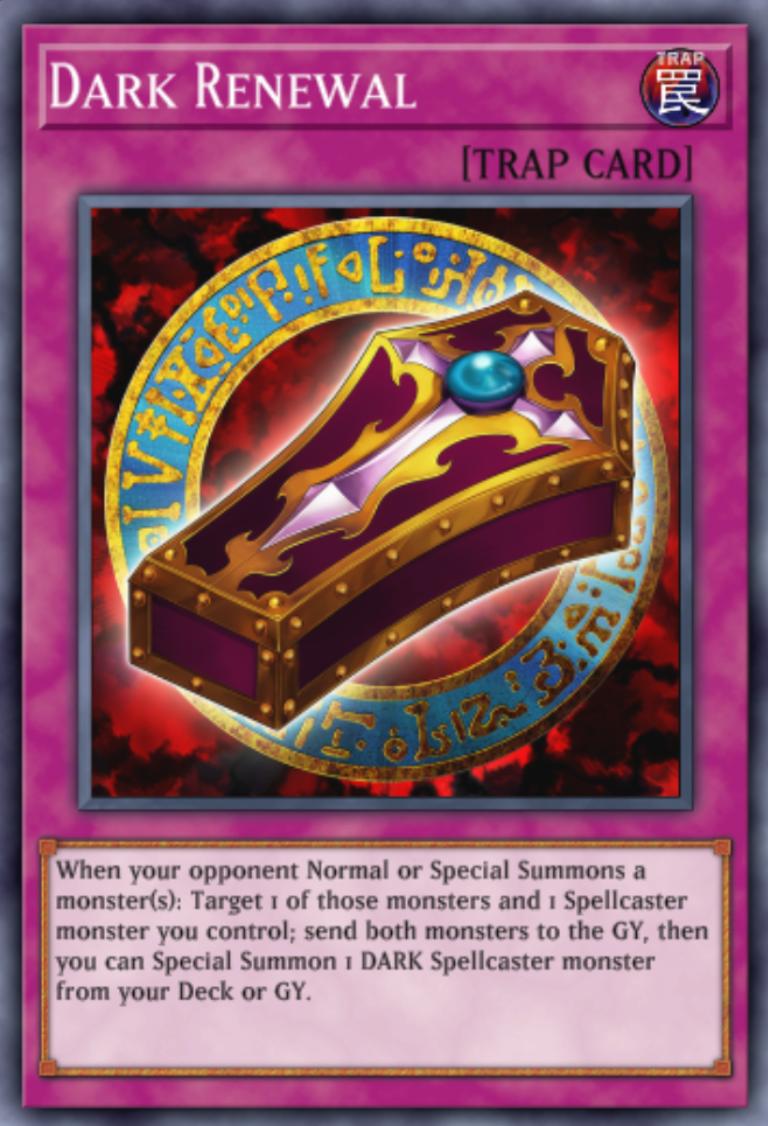 DARK RENEWAL
TRAP
罠
[TRAP CARD]
When your opponent Normal or Special Summons a
monster(s): Target 1 of those monsters and 1 Spellcaster
monster you control; send both monsters to the GY, then
you can Special Summon 1 DARK Spellcaster monster
from your Deck or GY.